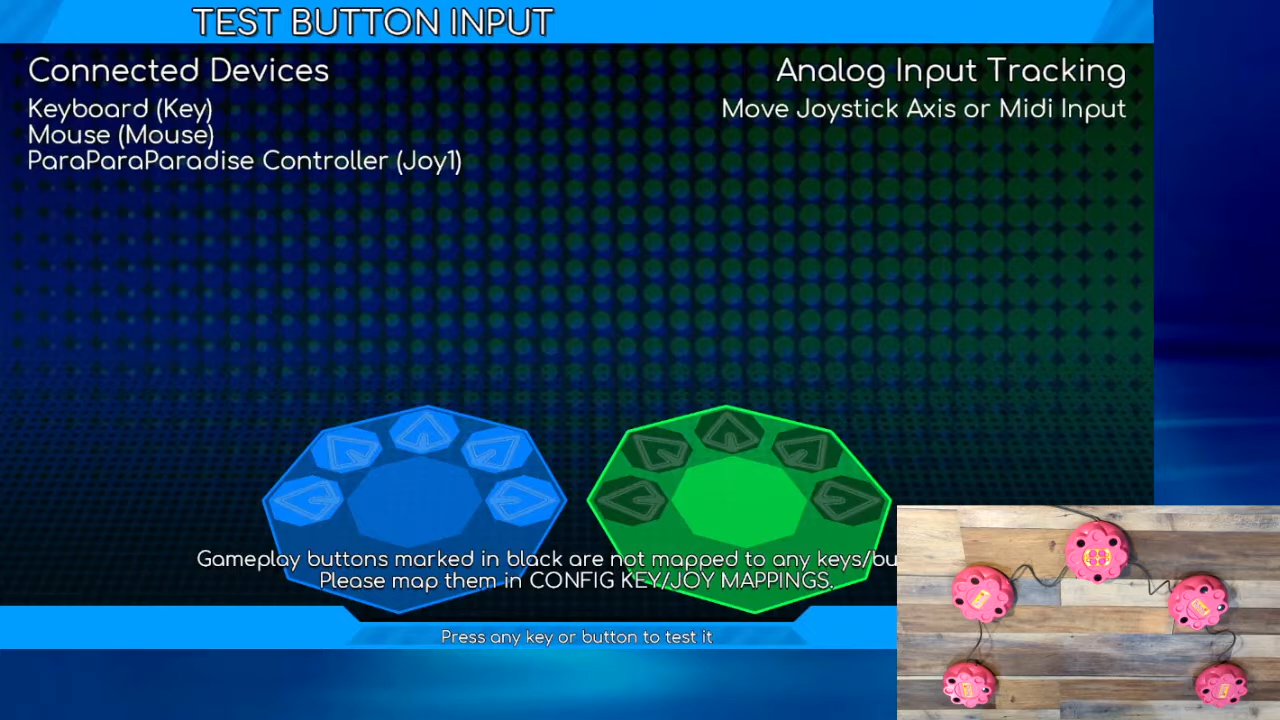 TEST BUTTON INPUT
Connected Devices
Keyboard (Key)
Mouse (Mouse)
ParaParaParadise Controller (Joy1)
Analog Input Tracking
Move Joystick Axis or Midi Input
Gameplay buttons marked in black are not mapped to any keys/bu
Please map them in CONFIG KEY/JOY MAPPINGS.
Press any key or button to test it